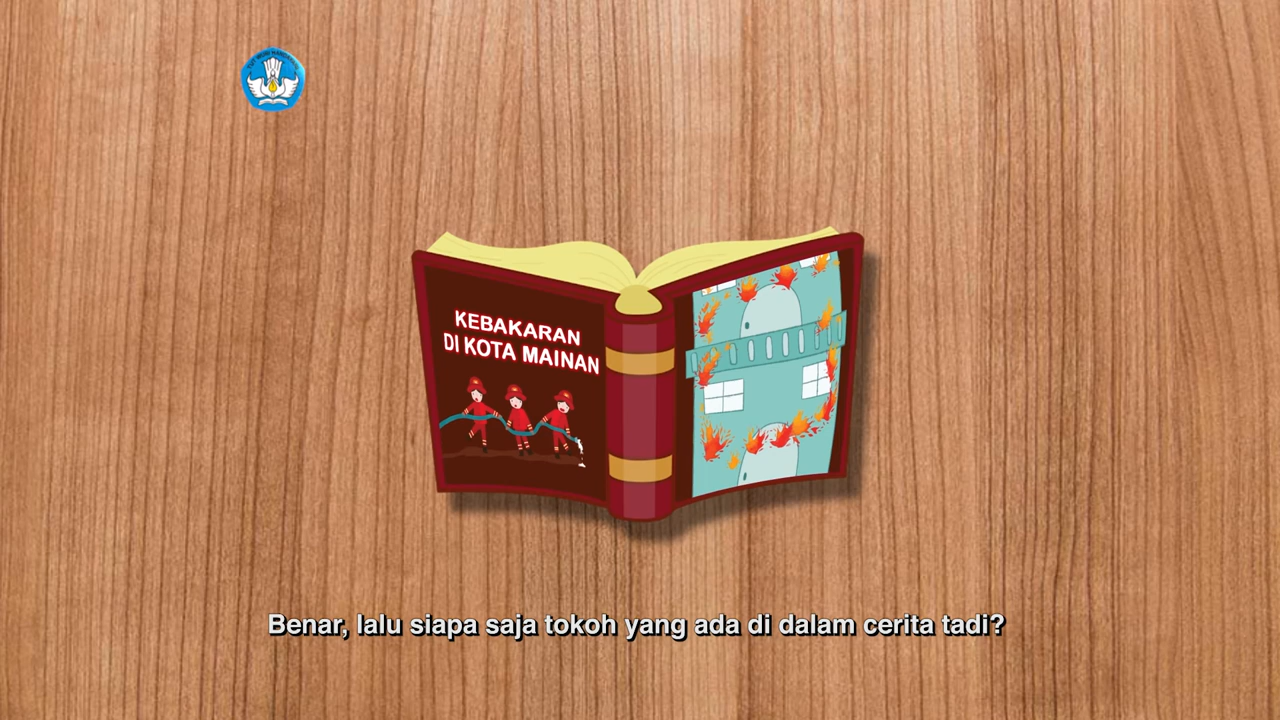 KEBAKARAN
DI KOTA MAINAN
Benar, lalu siapa saja tokoh yang ada di dalam cerita tadi?